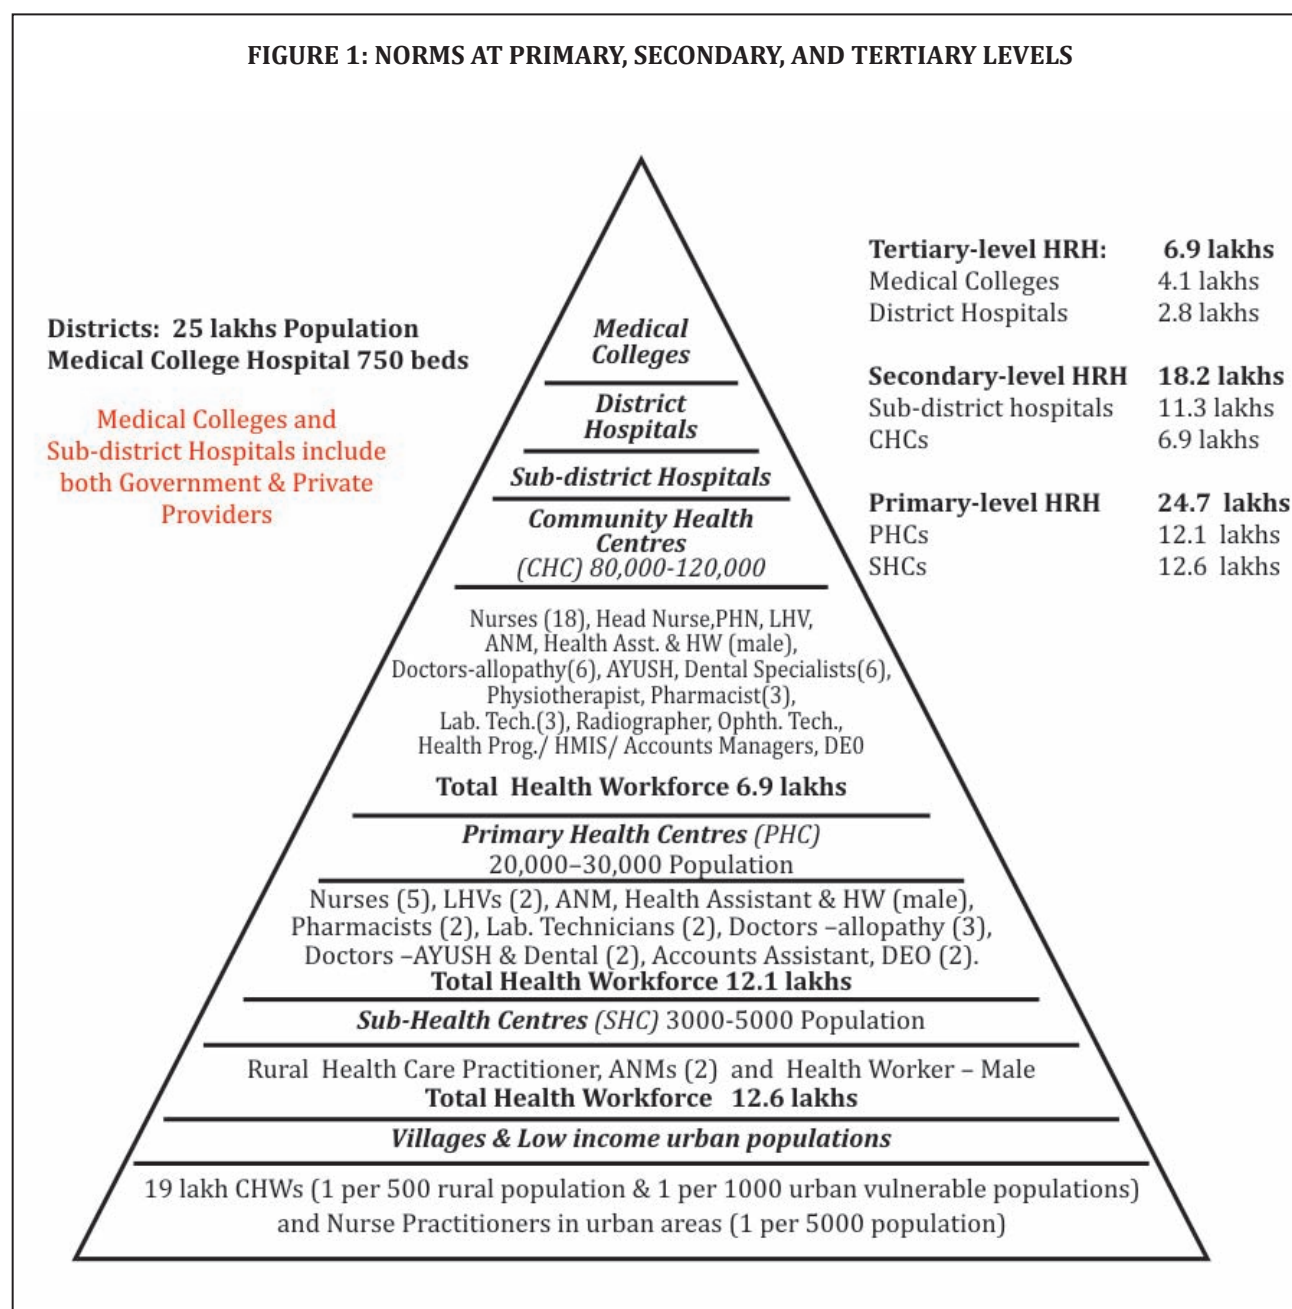 FIGURE 1: NORMS AT PRIMARY, SECONDARY, AND TERTIARY LEVELS
Districts: 25 lakhs Population
Medical College Hospital 750 beds
Medical Colleges and
Sub-district Hospitals include
both Government & Private
Providers
Tertiary-level HRH: 6.9 lakhs
Medical Colleges 4.1 lakhs
District Hospitals 2.8 lakhs
Secondary-level HRH 18.2 lakhs
Sub-district hospitals 11.3 lakhs
CHCs 6.9 lakhs
Primary-level HRH 24.7 lakhs
PHCs 12.1 lakhs
SHCs 12.6 lakhs
Medical
Colleges
District
Hospitals
Sub-district Hospitals
Community Health
Centres
(CHC) 80,000-120,000
Nurses (18), Head Nurse,PHN, LHV,
ANM, Health Asst. & HW (male),
Doctors-allopathy(6), AYUSH, Dental Specialists(6),
Physiotherapist, Pharmacist(3),
Lab. Tech.(3), Radiographer, Ophth. Tech.,
Health Prog./ HMIS/ Accounts Managers, DE0
Total Health Workforce 6.9 lakhs
Primary Health Centres (PHC)
20,000–30,000 Population
Nurses (5), LHVs (2), ANM, Health Assistant & HW (male),
Pharmacists (2), Lab. Technicians (2), Doctors –allopathy (3),
Doctors –AYUSH & Dental (2), Accounts Assistant, DEO (2).
Total Health Workforce 12.1 lakhs
Sub-Health Centres (SHC) 3000-5000 Population
Rural Health Care Practitioner, ANMs (2) and Health Worker – Male
Total Health Workforce 12.6 lakhs
Villages & Low income urban populations
19 lakh CHWs (1 per 500 rural population & 1 per 1000 urban vulnerable populations)
and Nurse Practitioners in urban areas (1 per 5000 population)